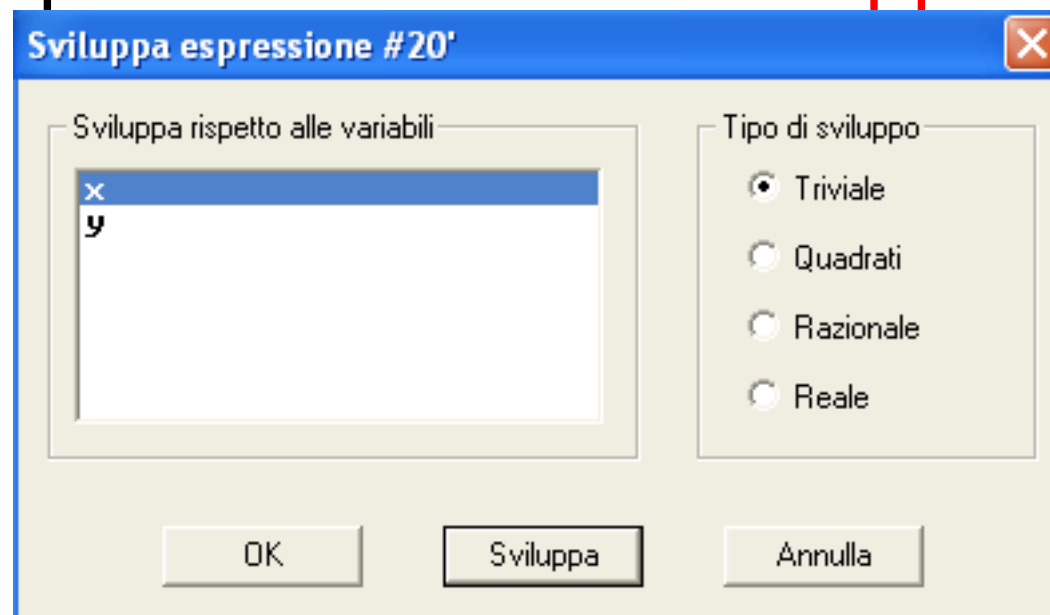 Sviluppa espressione #20'
Sviluppa rispetto alle variabili
x
y
Tipo di sviluppo
Triviale
Quadrati
Razionale
Reale
OK
Sviluppa
Annulla